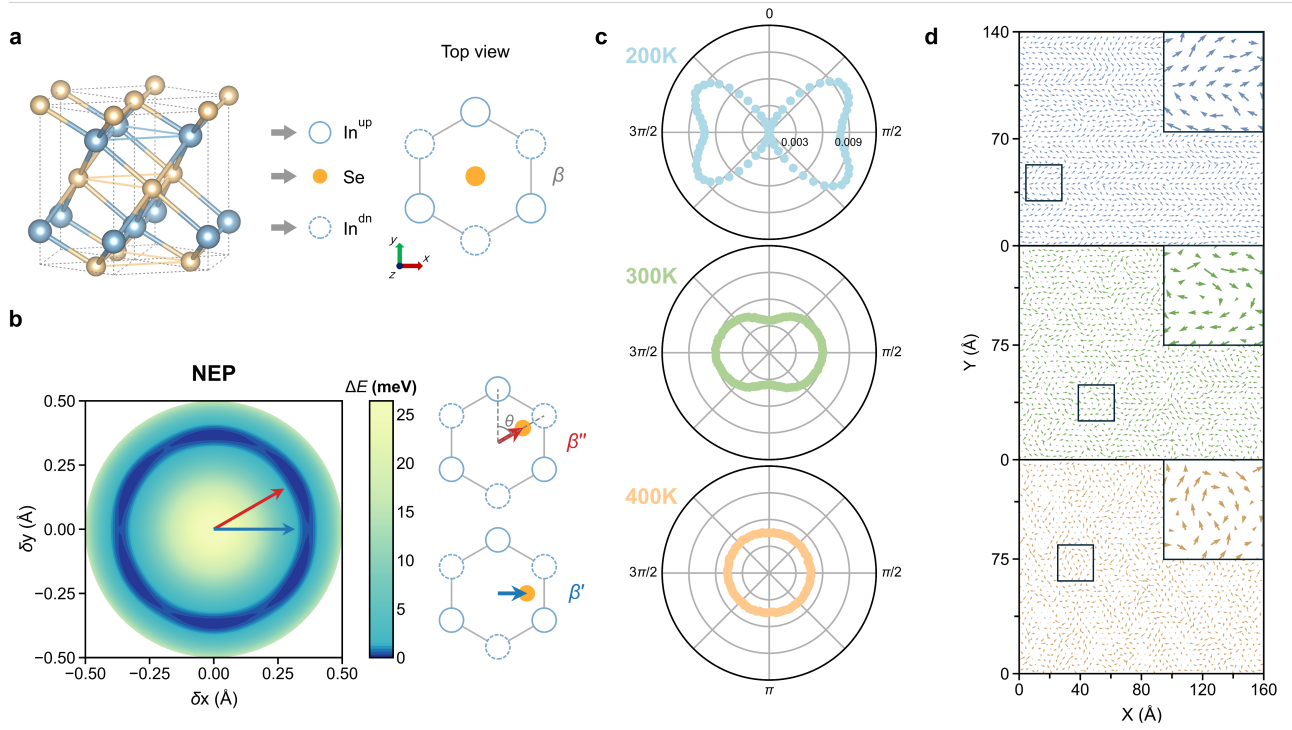 a
Top view
In^up
Se
In^dn
β
y
x
z
b
NEP
ΔE (meV)
0.50
0.25
0.00
−0.25
−0.50
δy (Å)
−0.50
−0.25
0.00
0.25
0.50
δx (Å)
25
20
15
10
5
0
θ
β″
β′
c
200K
0
3π/2
π/2
0.003
0.009
300K
3π/2
π/2
400K
3π/2
π/2
π
d
140
70
0
75
0
75
0
Y (Å)
0
40
80
120
160
X (Å)